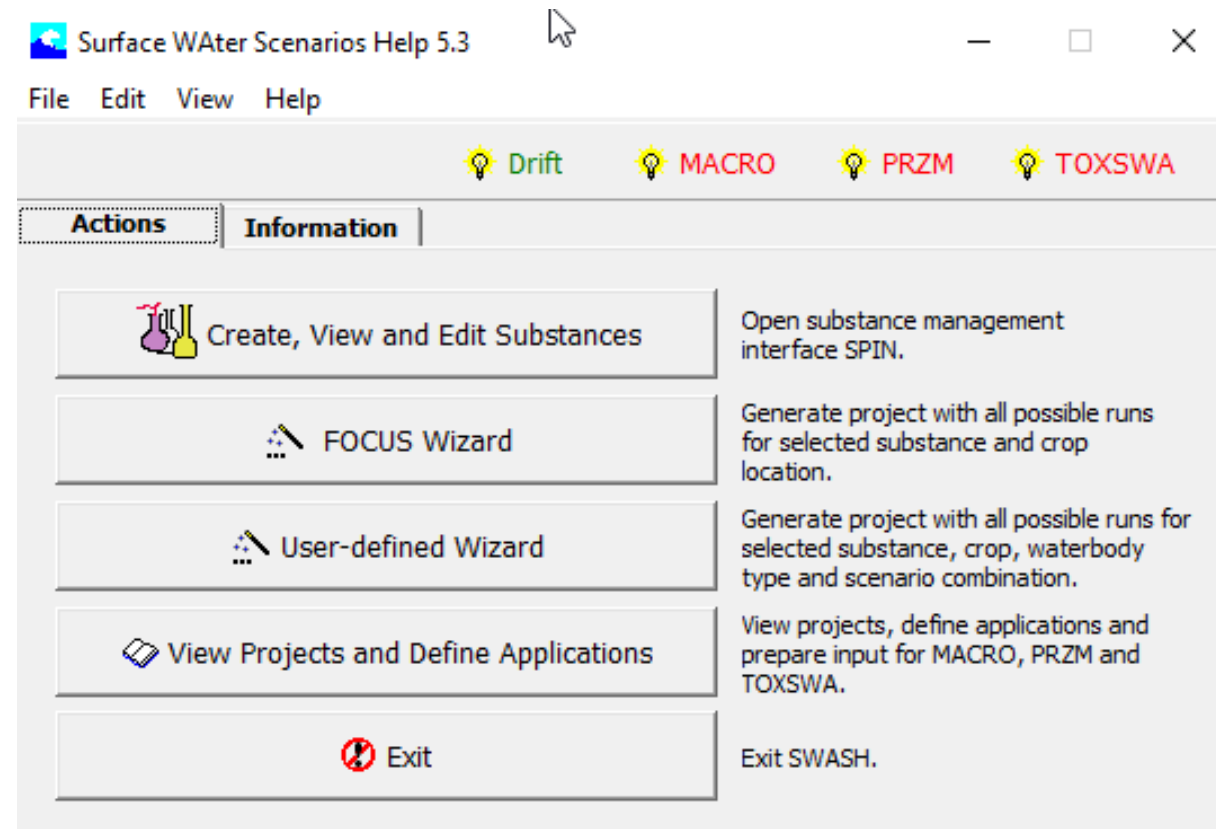 Surface WAter Scenarios Help 5.3
File Edit View Help
Drift MACRO PRZM TOXSWA
Actions Information
Create, View and Edit Substances
Open substance management
interface SPIN.
FOCUS Wizard
Generate project with all possible runs
for selected substance and crop
location.
User-defined Wizard
Generate project with all possible runs for
selected substance, crop, waterbody
type and scenario combination.
View Projects and Define Applications
View projects, define applications and
prepare input for MACRO, PRZM and
TOXSWA.
Exit
Exit SWASH.